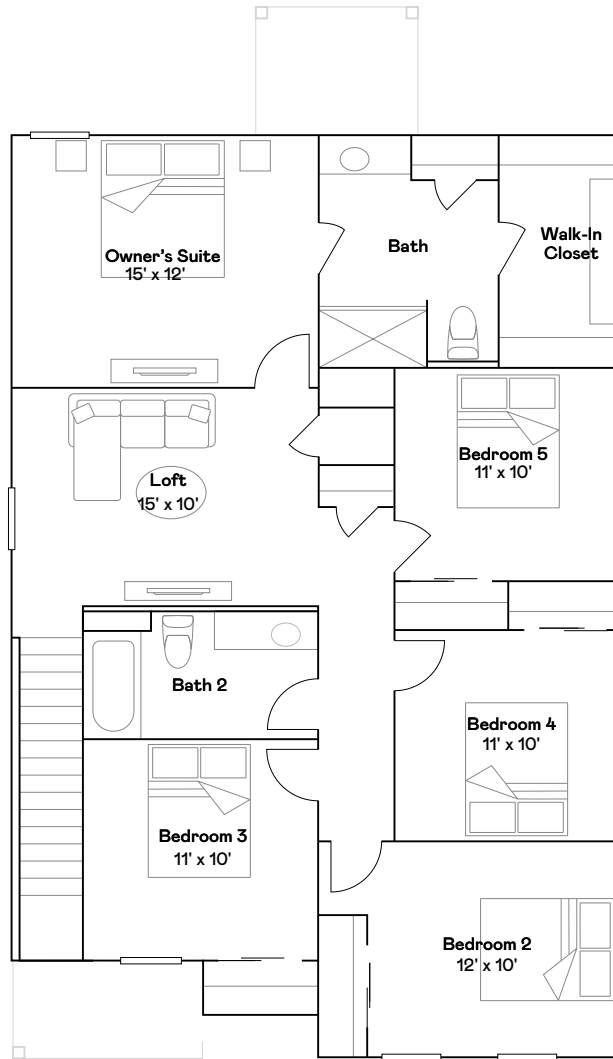 Owner's Suite
15' x 12'
Bath
Walk-In
Closet
Loft
15' x 10'
Bedroom 5
11' x 10'
Bath 2
Bedroom 4
11' x 10'
Bedroom 3
11' x 10'
Bedroom 2
12' x 10'